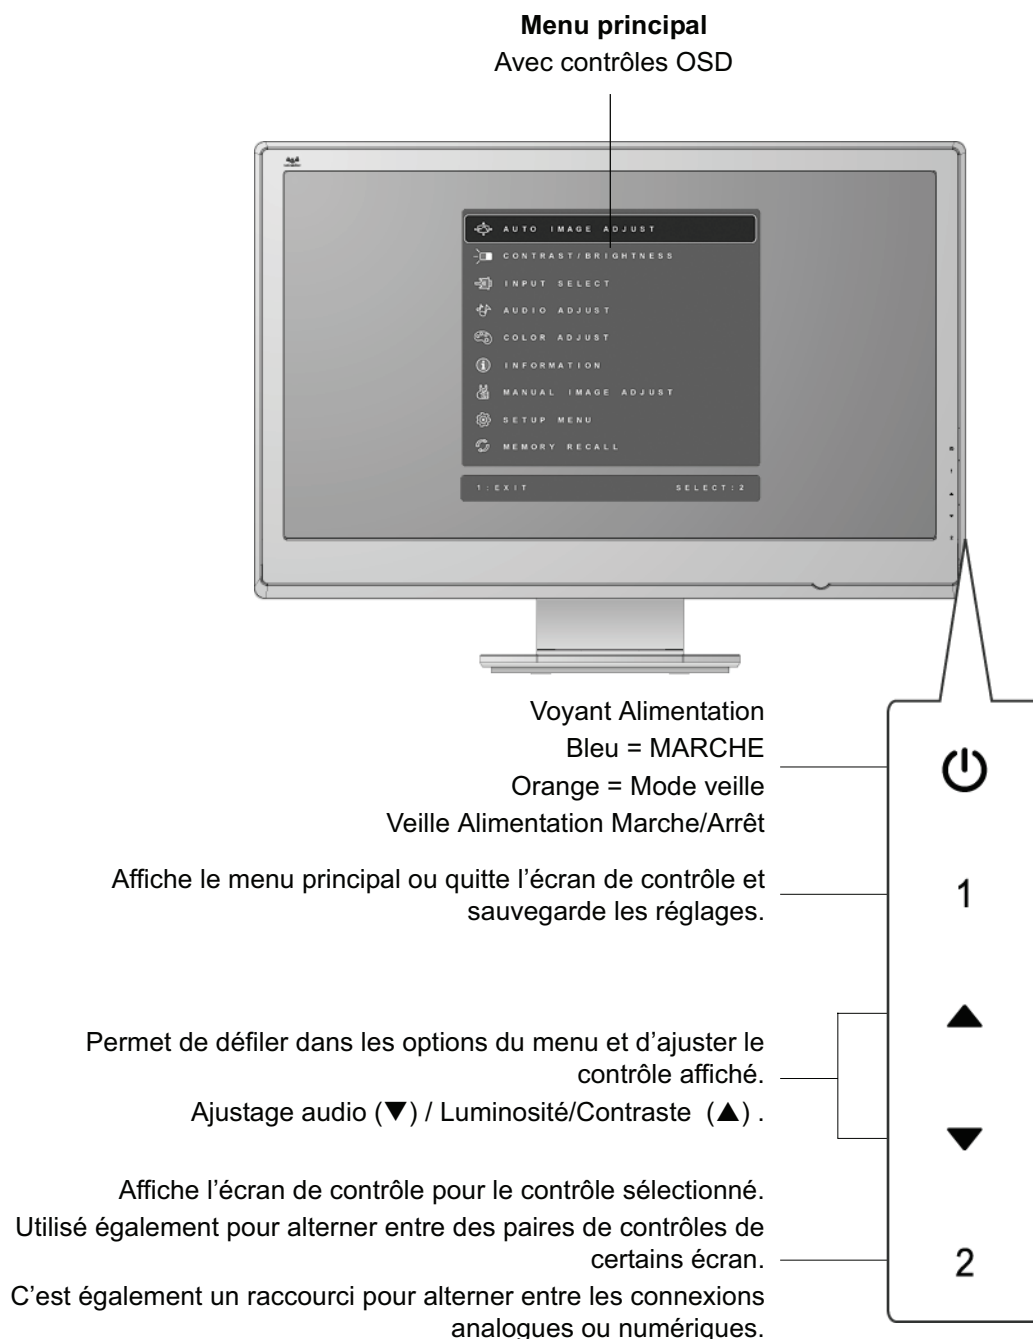 Menu principal
Avec contrôles OSD
AUTO IMAGE ADJUST
CONTRAST/BRIGHTNESS
INPUT SELECT
AUDIO ADJUST
COLOR ADJUST
INFORMATION
MANUAL IMAGE ADJUST
SETUP MENU
MEMORY RECALL
1:EXIT SELECT:2
Voyant Alimentation
Bleu = MARCHE
Orange = Mode veille
Veille Alimentation Marche/Arrêt
Affiche le menu principal ou quitte l’écran de contrôle et
sauvegarde les réglages.
1
Permet de défiler dans les options du menu et d'ajuster le
contrôle affiché.
Ajustage audio (▼) / Luminosité/Contraste (▲) .
Affiche l’écran de contrôle pour le contrôle sélectionné.
Utilisé également pour alterner entre des paires de contrôles de
certains écran.
2
C’est également un raccourci pour alterner entre les connexions
analogues ou numériques.